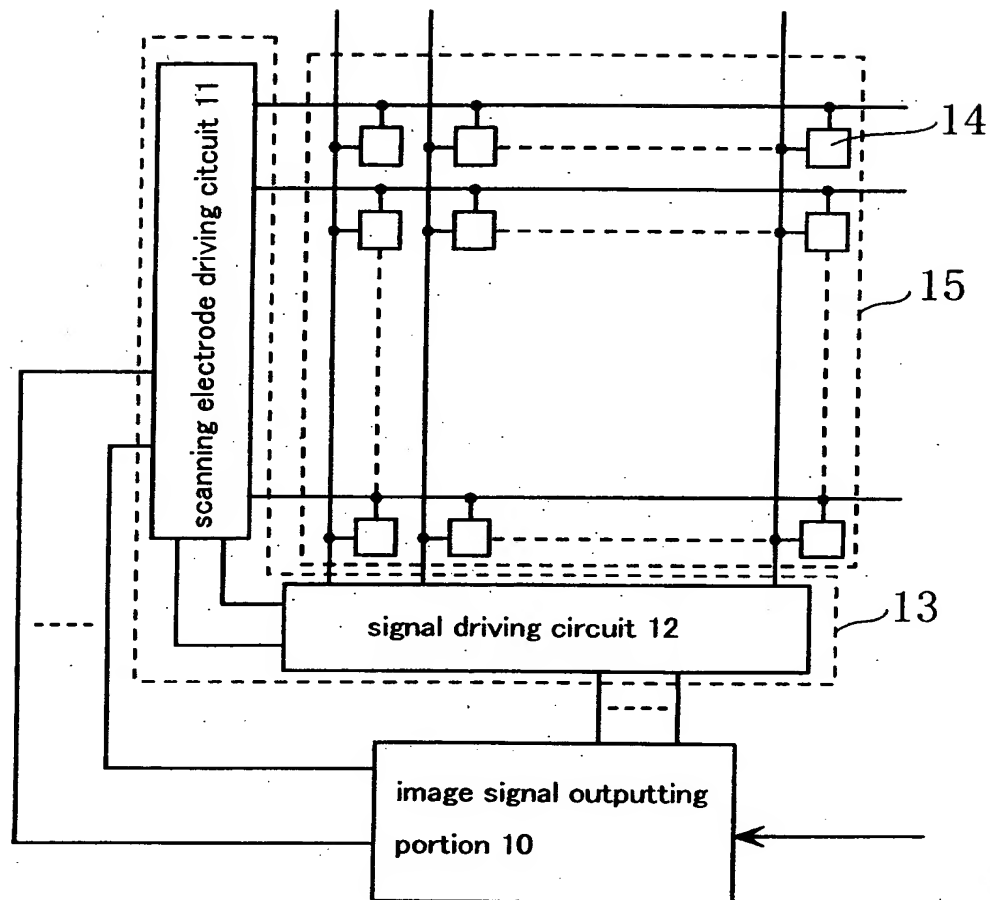 scanning electrode driving citcuit 11
14
15
signal driving circuit 12
13
image signal outputting
portion 10